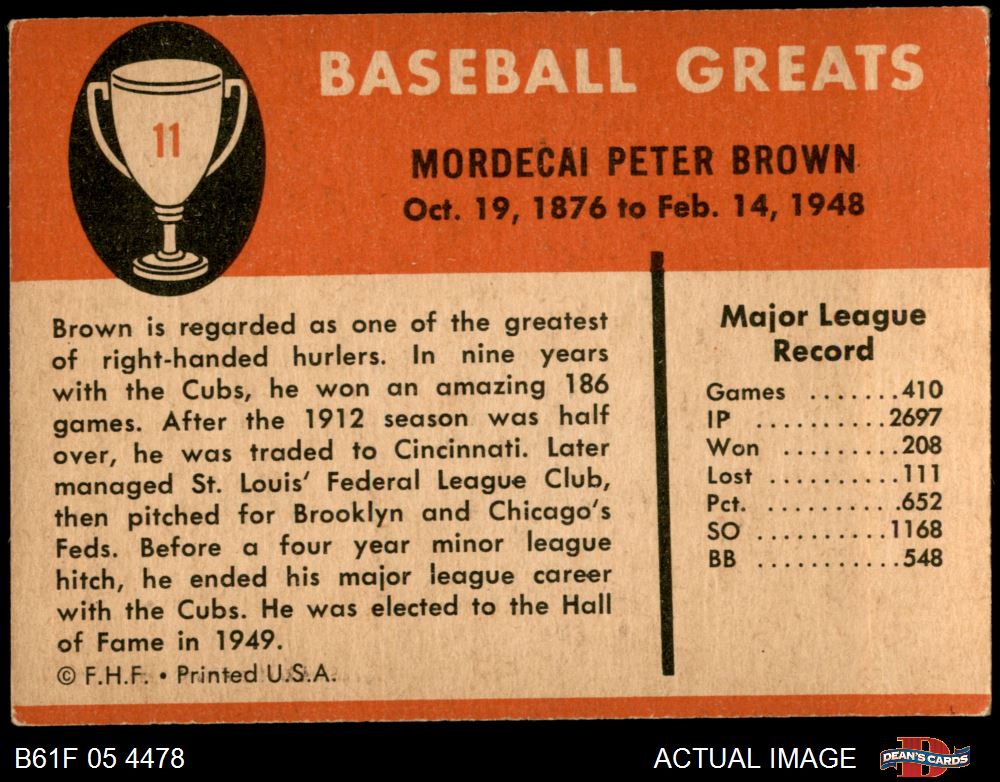 11
BASEBALL GREATS
MORDECAI PETER BROWN
Oct. 19, 1876 to Feb. 14, 1948
Brown is regarded as one of the greatest
of right-handed hurlers. In nine years
with the Cubs, he won an amazing 186
games. After the 1912 season was half
over, he was traded to Cincinnati. Later
managed St. Louis' Federal League Club,
then pitched for Brooklyn and Chicago's
Feds. Before a four year minor league
hitch, he ended his major league career
with the Cubs. He was elected to the Hall
of Fame in 1949.
© F.H.F. • Printed U.S.A.
Major League
Record
Games .......410
IP ..........2697
Won .........208
Lost ..........111
Pct. ..........652
SO ..........1168
BB ..........548
B61F 05 4478
ACTUAL IMAGE
DEAN'S CARDS